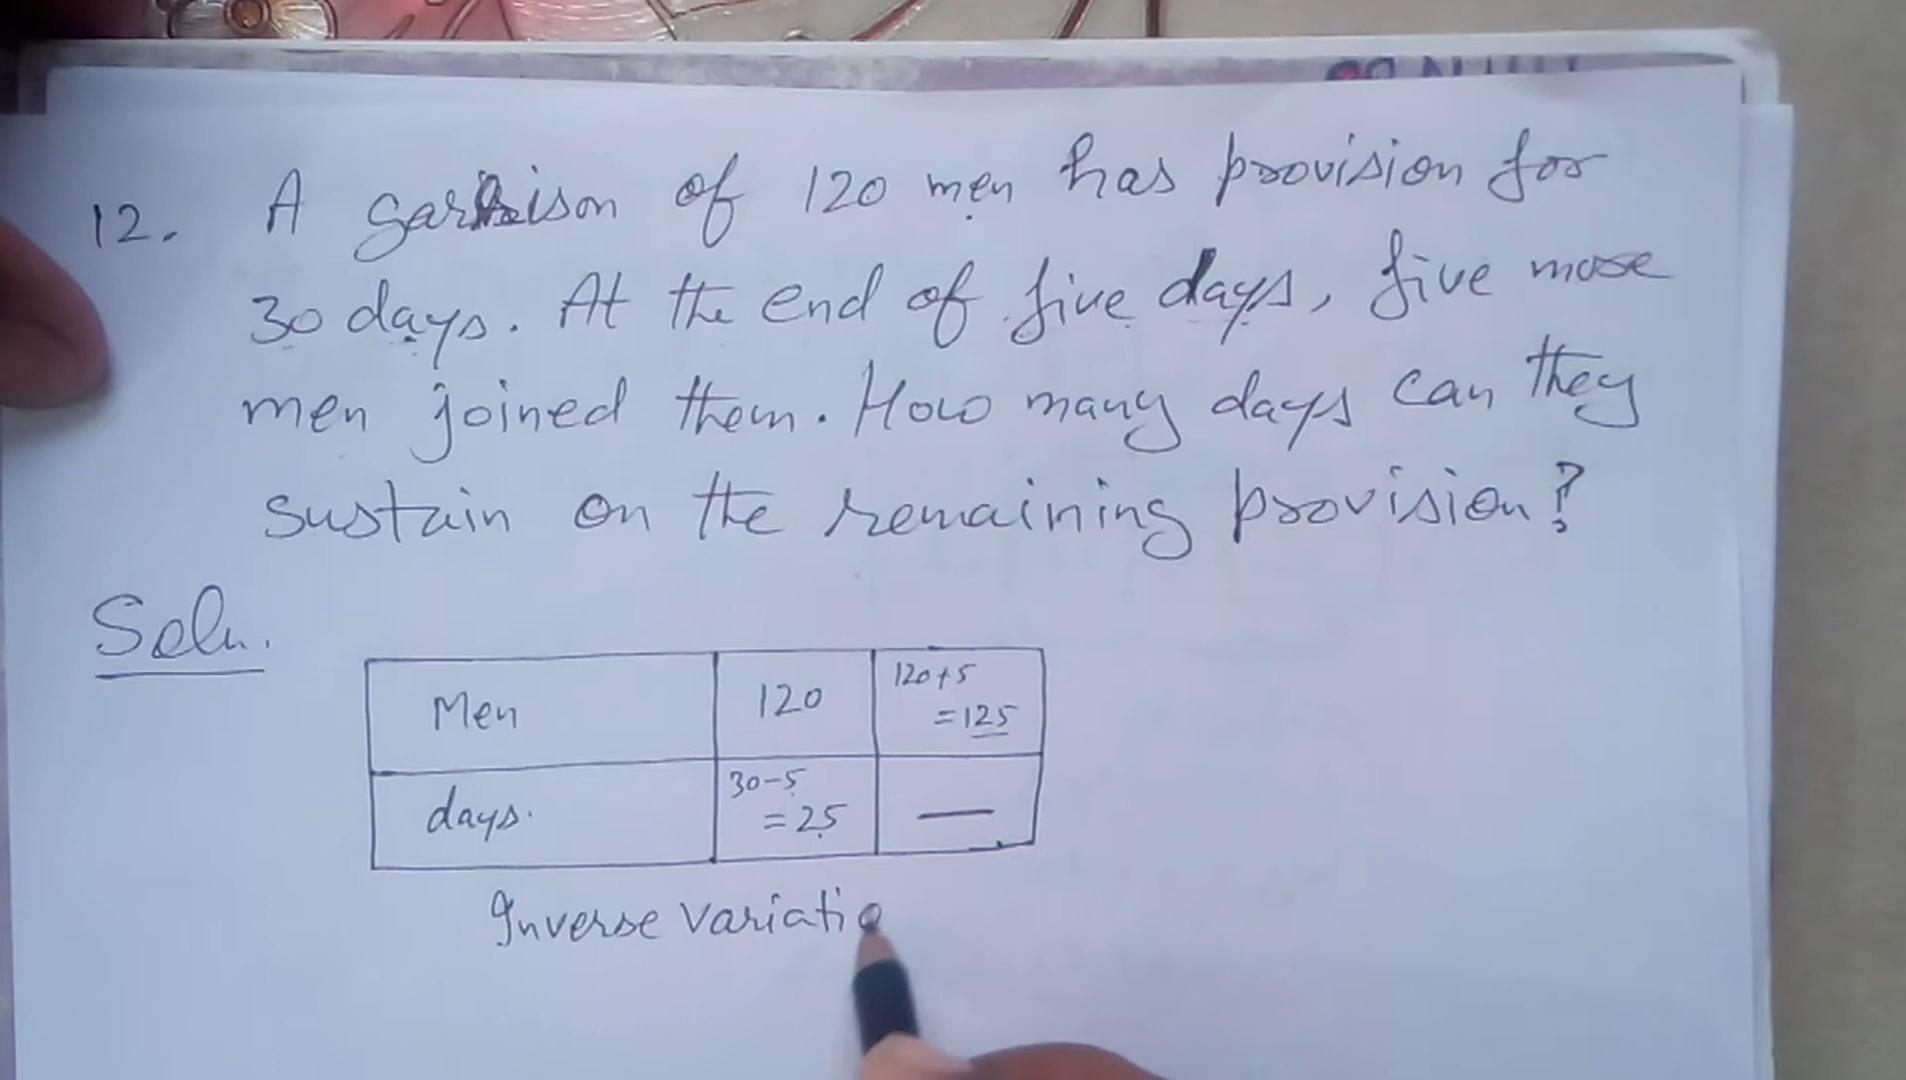 12. A garrison of 120 men has provision for
30 days. At the end of five days, five more
men joined them. How many days can they
sustain on the remaining provision?
Soln.
Men 120 120+5 =125
days. 30-5 =25 —
Inverse variatio